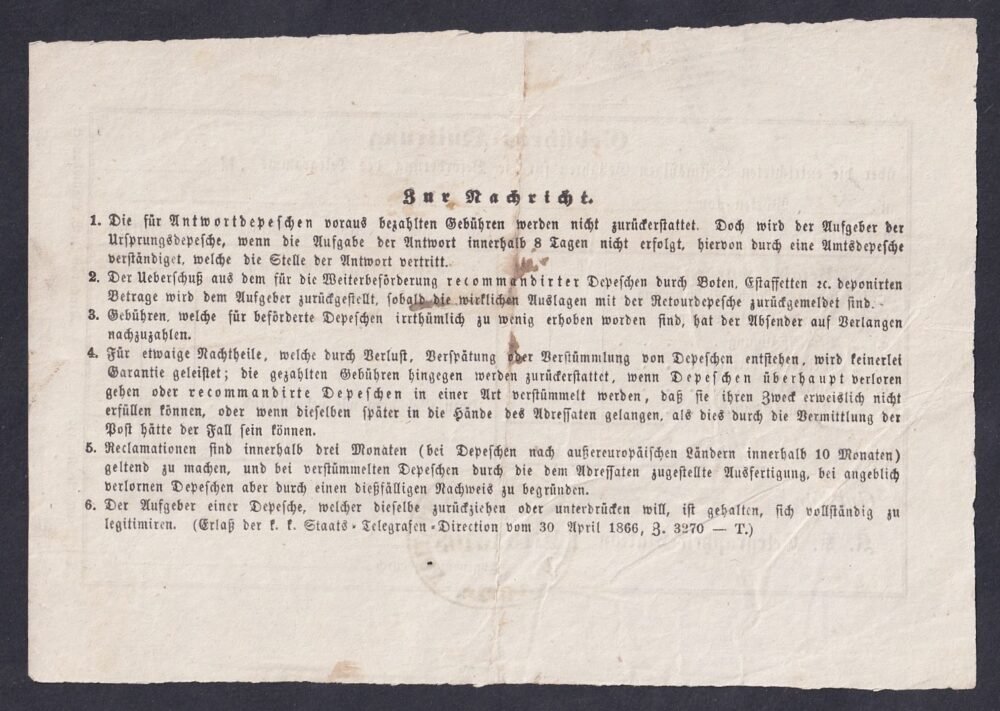 Zur Nachricht.
1. Die für Antwortdepeschen voraus bezahlten Gebühren werden nicht zurückerstattet. Doch wird der Aufgeber der
Ursprungsdepesche, wenn die Aufgabe der Antwort innerhalb 8 Tagen nicht erfolgt, hiervon durch eine Amtsdepesche
verständiget, welche die Stelle der Antwort vertritt.
2. Der Ueberschuß aus dem für die Weiterbeförderung recommandirter Depeschen durch Boten, Estaffetten ꝛc. deponirten
Betrage wird dem Aufgeber zurückgestellt, sobald die wirklichen Auslagen mit der Retourdepesche zurückgemeldet sind.
3. Gebühren, welche für beförderte Depeschen irrthümlich zu wenig erhoben worden sind, hat der Absender auf Verlangen
nachzuzahlen.
4. Für etwaige Nachtheile, welche durch Verlust, Verspätung oder Verstümmlung von Depeschen entstehen, wird keinerlei
Garantie geleistet; die gezahlten Gebühren hingegen werden zurückerstattet, wenn Depeschen überhaupt verloren
gehen oder recommandirte Depeschen in einer Art verstümmelt werden, daß sie ihren Zweck erweislich nicht
erfüllen können, oder wenn dieselben später in die Hände des Adressaten gelangen, als dies durch die Vermittlung der
Post hätte der Fall sein können.
5. Reclamationen sind innerhalb drei Monaten (bei Depeschen nach außereuropäischen Ländern innerhalb 10 Monaten)
geltend zu machen, und bei verstümmelten Depeschen durch die dem Adressaten zugestellte Ausfertigung, bei angeblich
verlornen Depeschen aber durch einen dießfälligen Nachweis zu begründen.
6. Der Aufgeber einer Depesche, welcher dieselbe zurückziehen oder unterdrücken will, ist gehalten, sich vollständig zu
legitimiren. (Erlaß der k. k. Staats-Telegrafen-Direction vom 30. April 1866, Z. 3270 — T.)